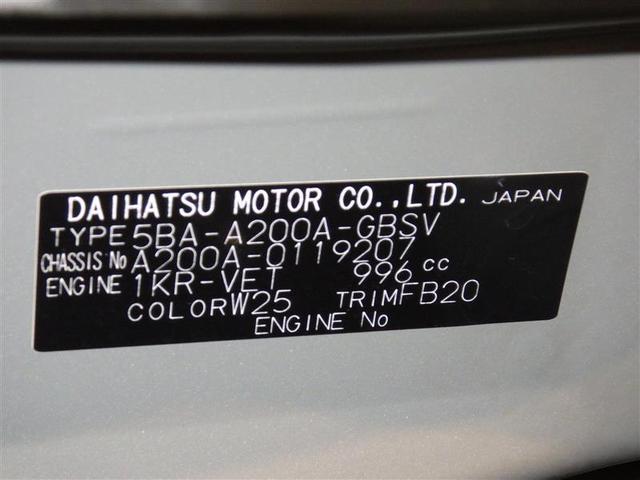 DAIHATSU MOTOR CO.,LTD. JAPAN
TYPE 5BA-A200A-GBSV
CHASSIS No A200A-0119207
ENGINE 1KR-VET 996 cc
COLOR W25 TRIM FB20
ENGINE No